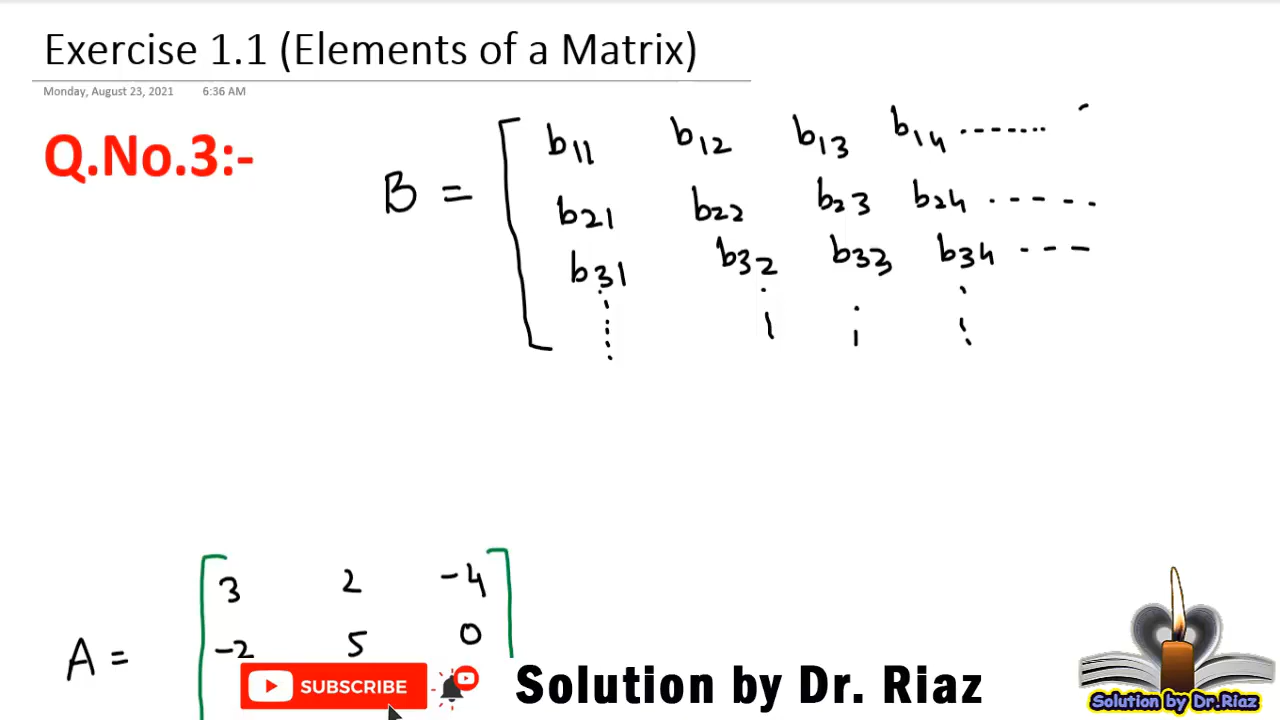 Exercise 1.1 (Elements of a Matrix)
Monday, August 23, 2021 6:36 AM
Q.No.3:-
B = [ b11 b12 b13 b14 .......
b21 b22 b23 b24 . - - - - .
b31 b32 b33 b34 - - -
A = [ 3 2 -4 ]
-2 5 0
SUBSCRIBE
Solution by Dr. Riaz
Solution by Dr.Riaz